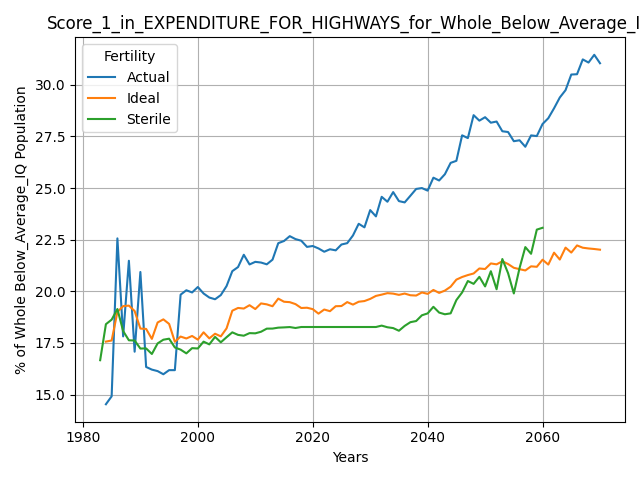 Score_1_in_EXPENDITURE_FOR_HIGHWAYS_for_Whole_Below_Average_I
Fertility
Actual
Ideal
Sterile
% of Whole Below_Average_IQ Population
30.0
27.5
25.0
22.5
20.0
17.5
15.0
1980
2000
2020
2040
2060
Years